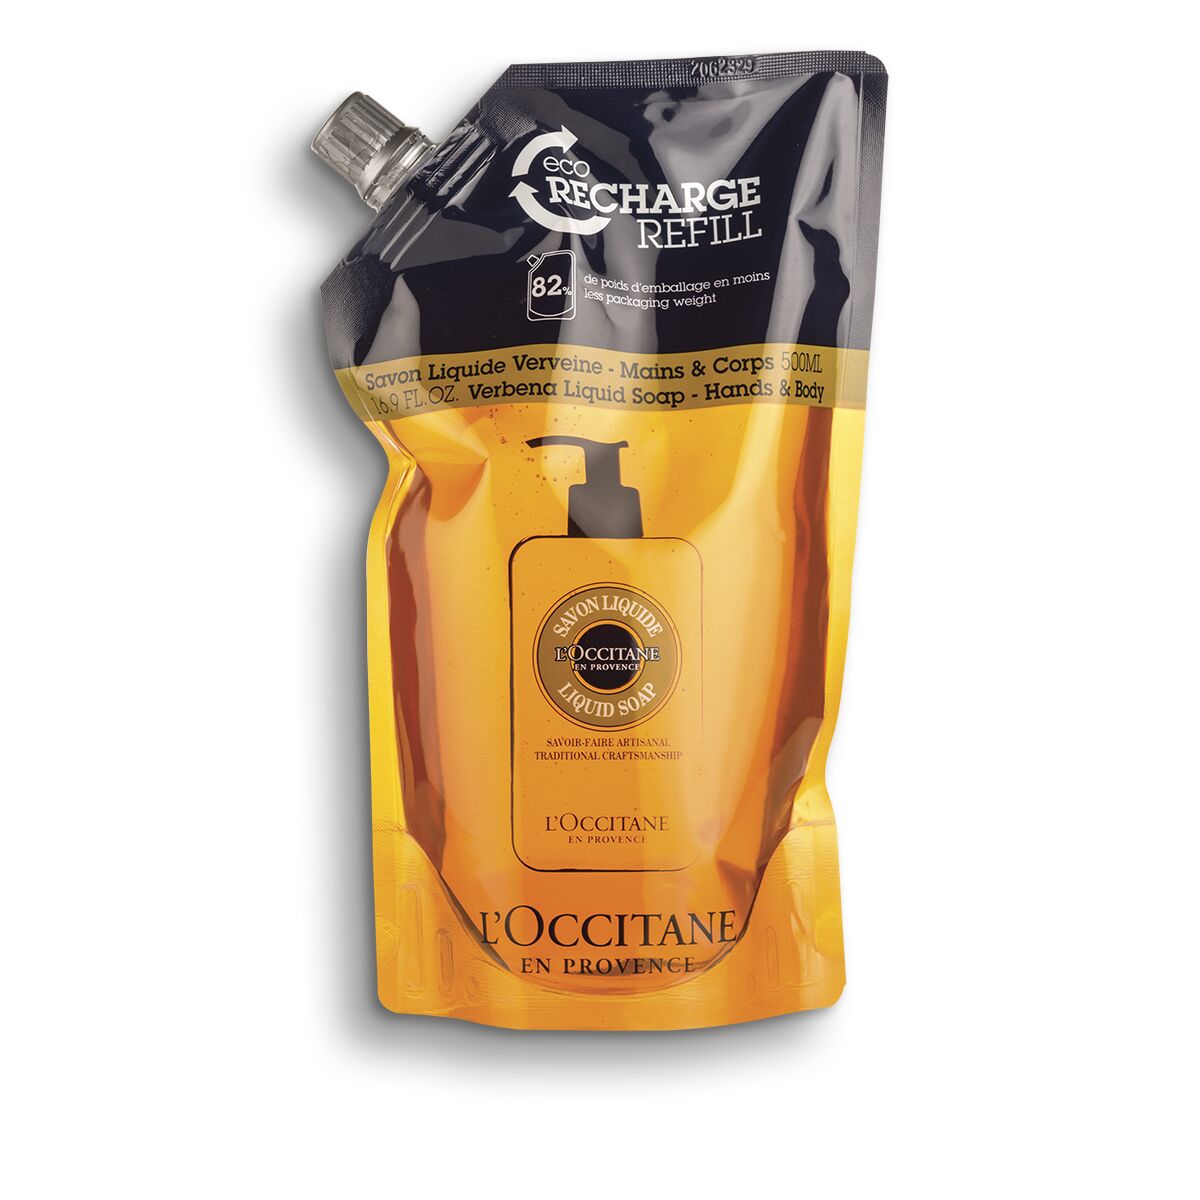 7062329
eco
RECHARGE
REFILL
82%
de poids d'emballage en moins
less packaging weight
Savon Liquide Verveine - Mains & Corps 500ML
16.9 FL.OZ. Verbena Liquid Soap - Hands & Body
SAVON LIQUIDE
L'OCCITANE
EN PROVENCE
LIQUID SOAP
SAVOIR-FAIRE ARTISANAL
TRADITIONAL CRAFTSMANSHIP
L'OCCITANE
EN PROVENCE
L'OCCITANE
EN PROVENCE